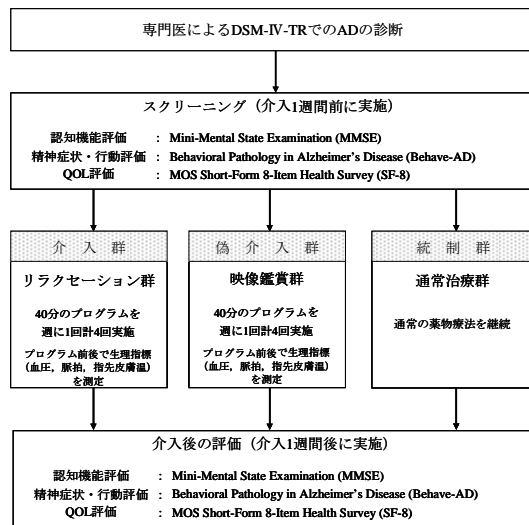 専門医によるDSM-Ⅳ-TRでのADの診断
スクリーニング（介入1週間前に実施）
認知機能評価 : Mini-Mental State Examination (MMSE)
精神症状・行動評価 : Behavioral Pathology in Alzheimer's Disease (Behave-AD)
QOL評価 : MOS Short-Form 8-Item Health Survey (SF-8)
介 入 群
リラクセーション群
40分のプログラムを
週に1回計4回実施
プログラム前後で生理指標
（血圧，脈拍，指先皮膚温）
を測定
偽 介 入 群
映像鑑賞群
40分のプログラムを
週に1回計4回実施
プログラム前後で生理指標
（血圧，脈拍，指先皮膚温）
を測定
統 制 群
通常治療群
通常の薬物療法を継続
介入後の評価（介入1週間後に実施）
認知機能評価 : Mini-Mental State Examination (MMSE)
精神症状・行動評価 : Behavioral Pathology in Alzheimer's Disease (Behave-AD)
QOL評価 : MOS Short-Form 8-Item Health Survey (SF-8)